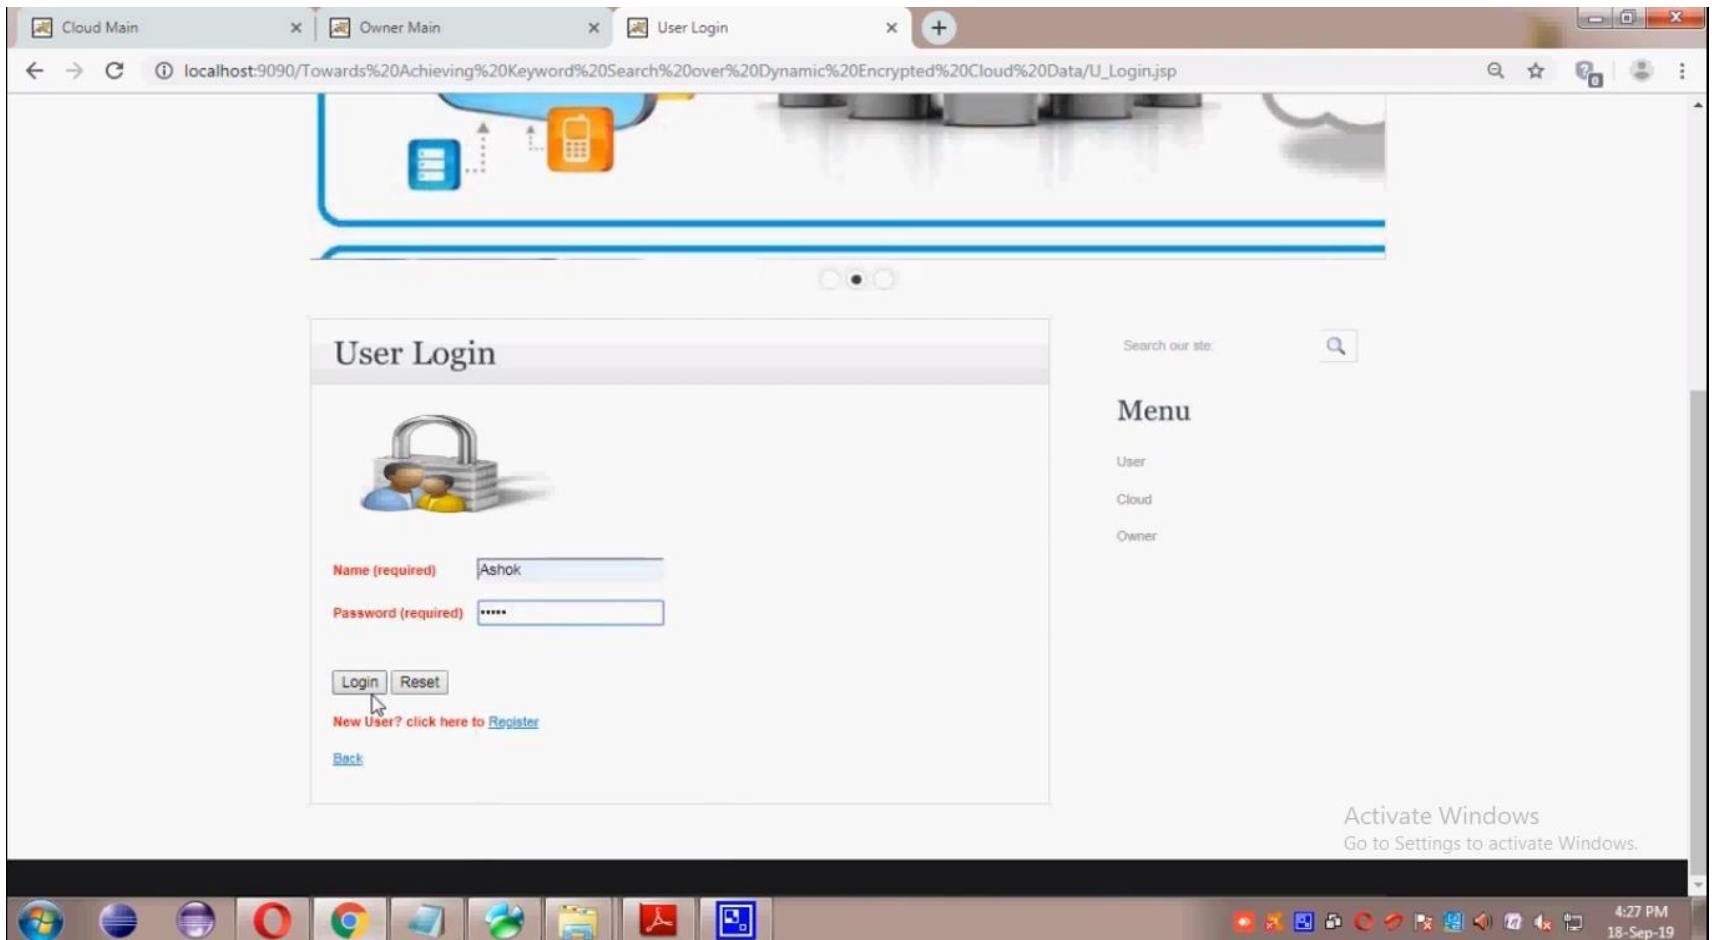 Cloud Main
Owner Main
User Login
localhost:9090/Towards%20Achieving%20Keyword%20Search%20over%20Dynamic%20Encrypted%20Cloud%20Data/U_Login.jsp
User Login
Search our ste:
Menu
User
Cloud
Owner
Name (required) Ashok
Password (required) •••••
Login Reset
New User? click here to Register
Back
Activate Windows
Go to Settings to activate Windows.
4:27 PM
18-Sep-19